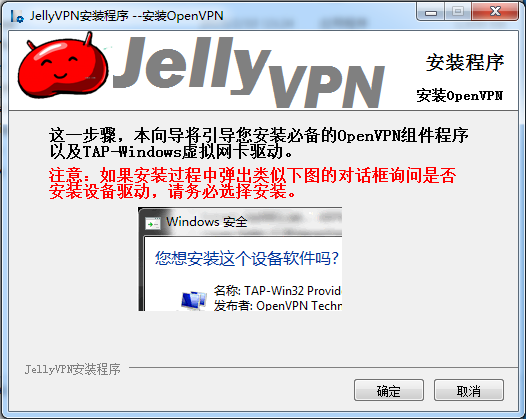 JellyVPN安装程序 --安装OpenVPN
JellyVPN
安装程序
安装OpenVPN
这一步骤，本向导将引导您安装必备的OpenVPN组件程序
以及TAP-Windows虚拟网卡驱动。
注意：如果安装过程中弹出类似下图的对话框询问是否
安装设备驱动，请务必选择安装。
Windows 安全
您想安装这个设备软件吗?
名称: TAP-Win32 Provid
发布者: OpenVPN Techn
JellyVPN安装程序
确定
取消